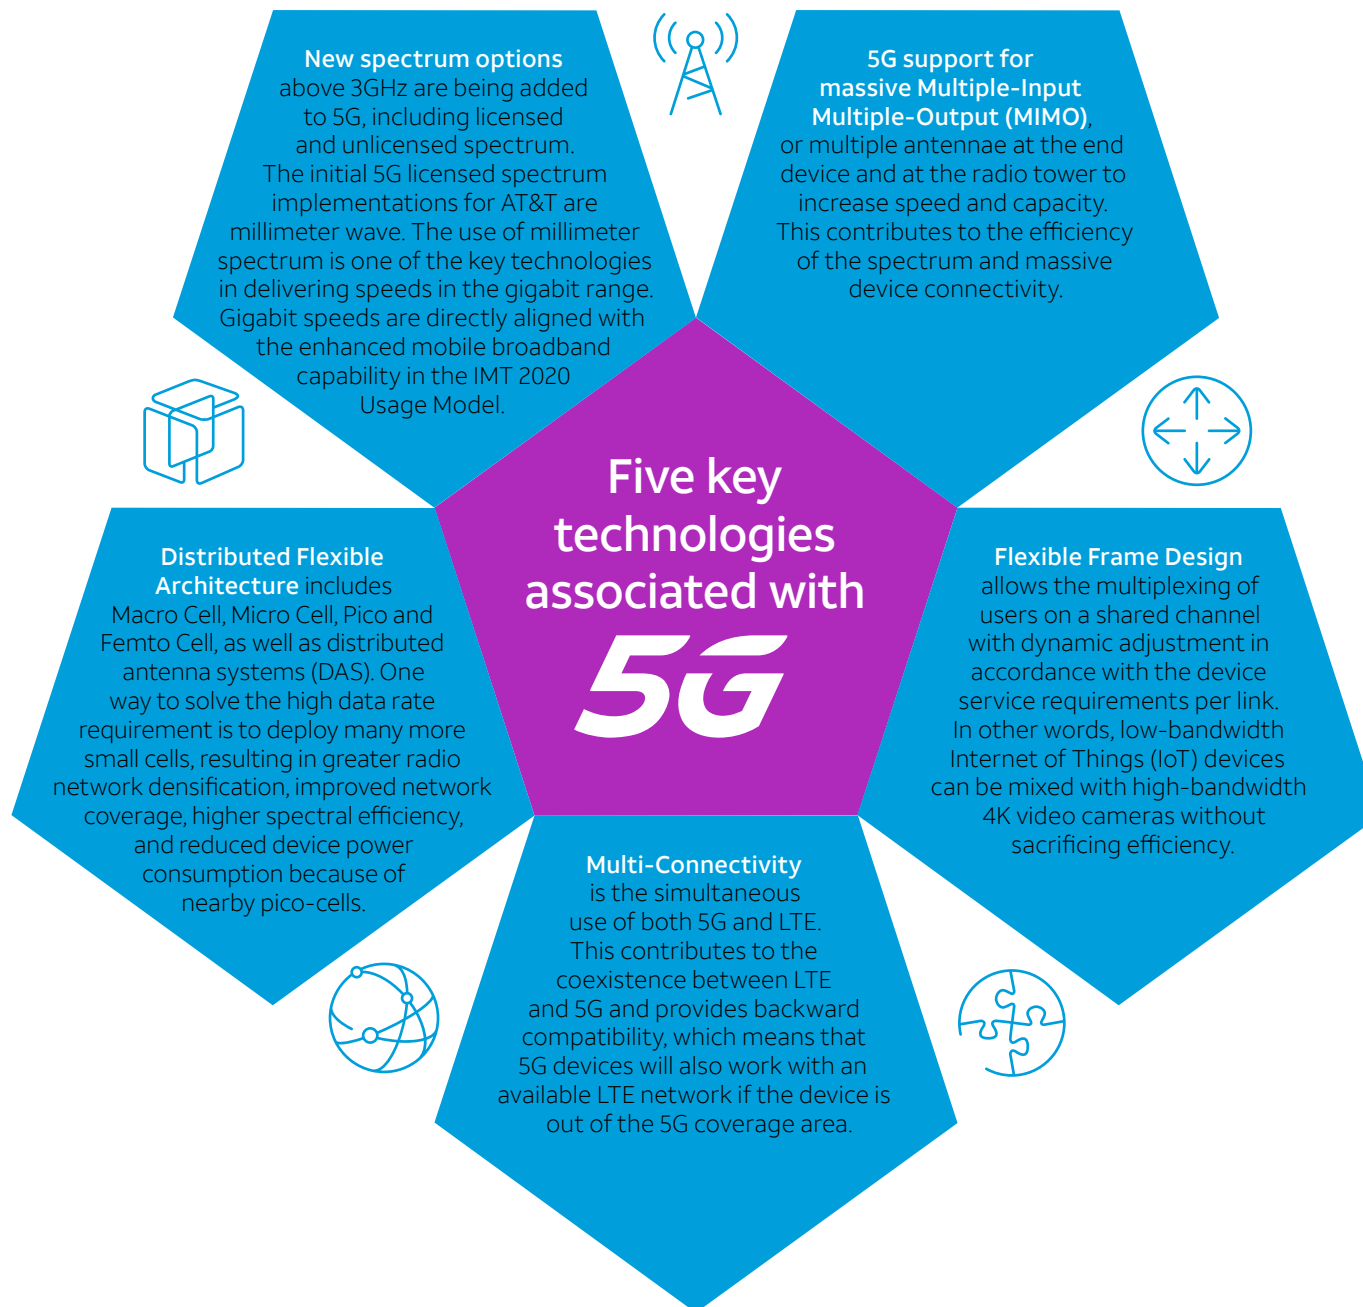 New spectrum options
above 3GHz are being added
to 5G, including licensed
and unlicensed spectrum.
The initial 5G licensed spectrum
implementations for AT&T are
millimeter wave. The use of millimeter
spectrum is one of the key technologies
in delivering speeds in the gigabit range.
Gigabit speeds are directly aligned with
the enhanced mobile broadband
capability in the IMT 2020
Usage Model.
5G support for
massive Multiple-Input
Multiple-Output (MIMO),
or multiple antennae at the end
device and at the radio tower to
increase speed and capacity.
This contributes to the efficiency
of the spectrum and massive
device connectivity.
Five key
technologies
associated with
5G
Distributed Flexible
Architecture includes
Macro Cell, Micro Cell, Pico and
Femto Cell, as well as distributed
antenna systems (DAS). One
way to solve the high data rate
requirement is to deploy many more
small cells, resulting in greater radio
network densification, improved network
coverage, higher spectral efficiency,
and reduced device power
consumption because of
nearby pico-cells.
Flexible Frame Design
allows the multiplexing of
users on a shared channel
with dynamic adjustment in
accordance with the device
service requirements per link.
In other words, low-bandwidth
Internet of Things (IoT) devices
can be mixed with high-bandwidth
4K video cameras without
sacrificing efficiency.
Multi-Connectivity
is the simultaneous
use of both 5G and LTE.
This contributes to the
coexistence between LTE
and 5G and provides backward
compatibility, which means that
5G devices will also work with an
available LTE network if the device is
out of the 5G coverage area.